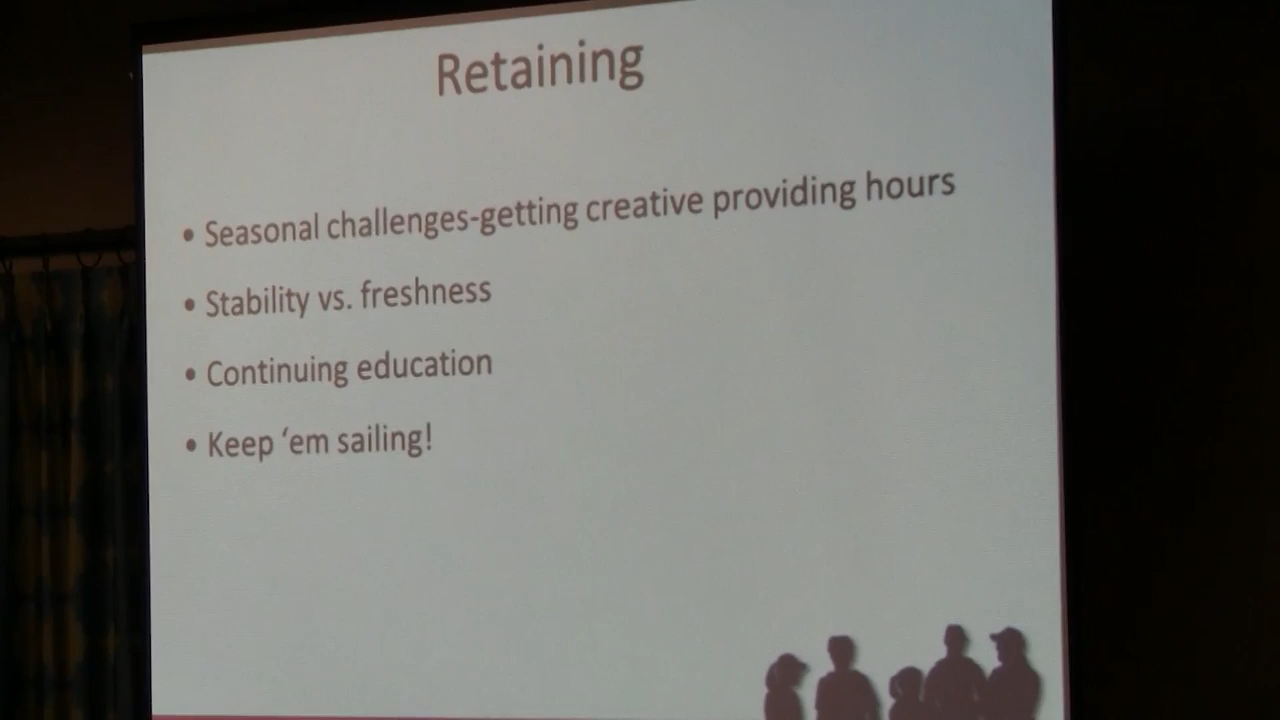 Retaining
• Seasonal challenges-getting creative providing hours
• Stability vs. freshness
• Continuing education
• Keep ‘em sailing!